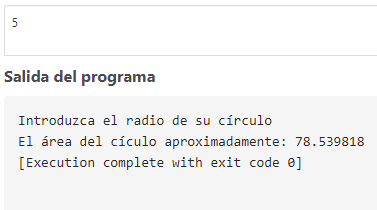 5
Salida del programa
Introduzca el radio de su círculo
El área del cículo aproximadamente: 78.539818
[Execution complete with exit code 0]